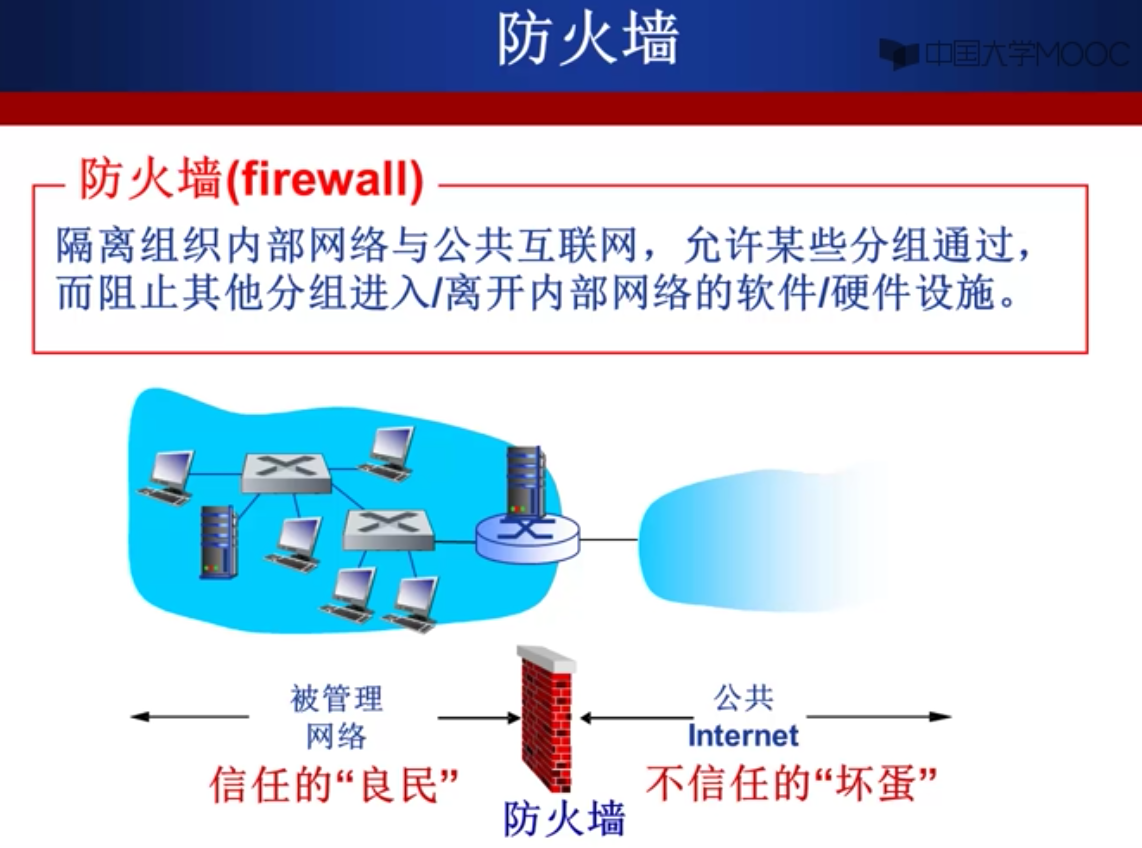 防火墙
中国大学MOOC
防火墙(firewall)
隔离组织内部网络与公共互联网，允许某些分组通过，
而阻止其他分组进入/离开内部网络的软件/硬件设施。
被管理
网络
公共
Internet
信任的“良民”
不信任的“坏蛋”
防火墙